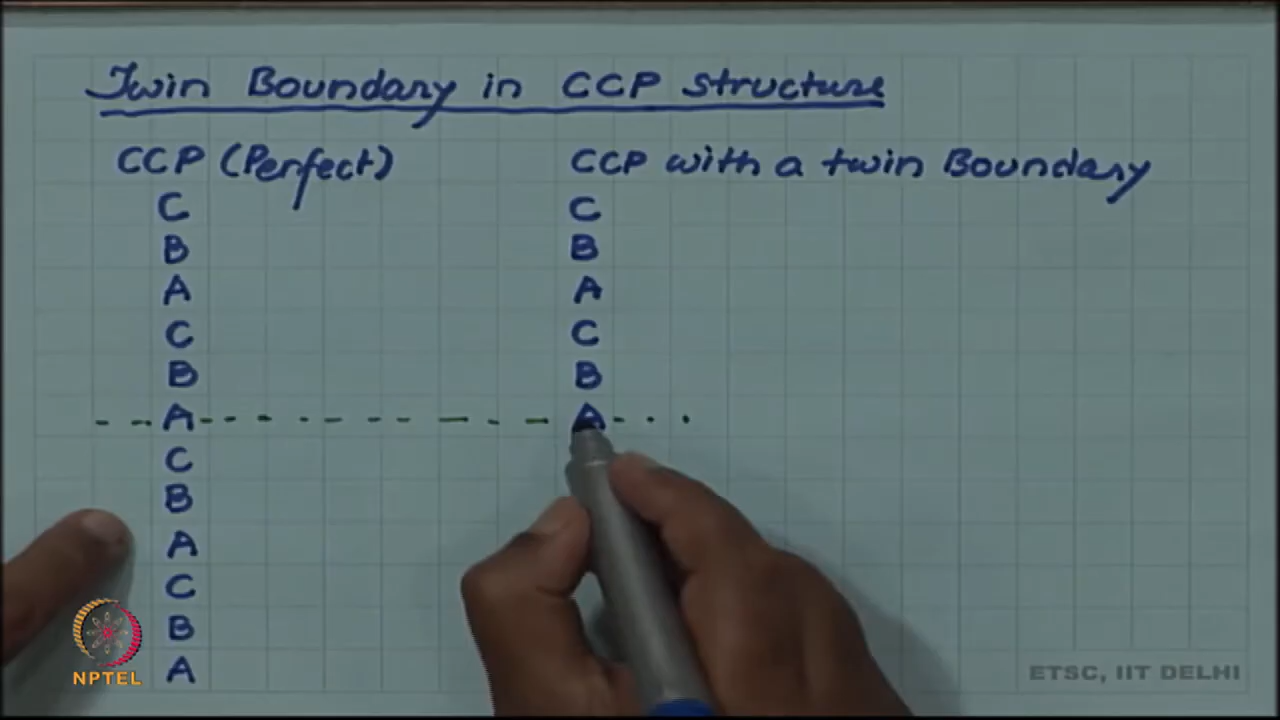 Twin Boundary in CCP structure
CCP (Perfect) CCP with a twin Boundary
C C
B B
A A
C C
B B
A A
C
B
A
C
B
A
NPTEL
ETSC, IIT DELHI